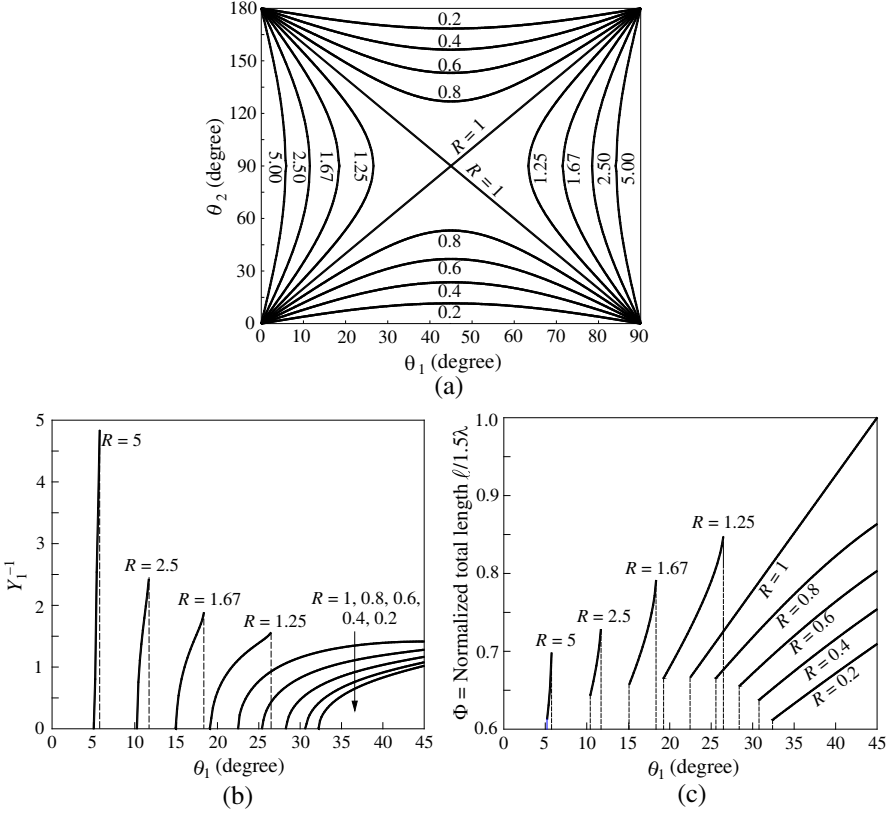 180
150
120
90
60
30
0
θ2 (degree)
0.2
0.4
0.6
0.8
5.00
2.50
1.67
1.25
R = 1
R = 1
1.25
1.67
2.50
5.00
0.8
0.6
0.4
0.2
0 10 20 30 40 50 60 70 80 90
θ1 (degree)
(a)
5
4
3
2
1
0
Y1^−1
R = 5
R = 2.5
R = 1.67
R = 1.25
R = 1, 0.8, 0.6,
0.4, 0.2
0 5 10 15 20 25 30 35 40 45
θ1 (degree)
(b)
1.0
0.9
0.8
0.7
0.6
Φ = Normalized total length ℓ/1.5λ
R = 5
R = 2.5
R = 1.67
R = 1.25
R = 1
R = 0.8
R = 0.6
R = 0.4
R = 0.2
0 5 10 15 20 25 30 35 40 45
θ1 (degree)
(c)